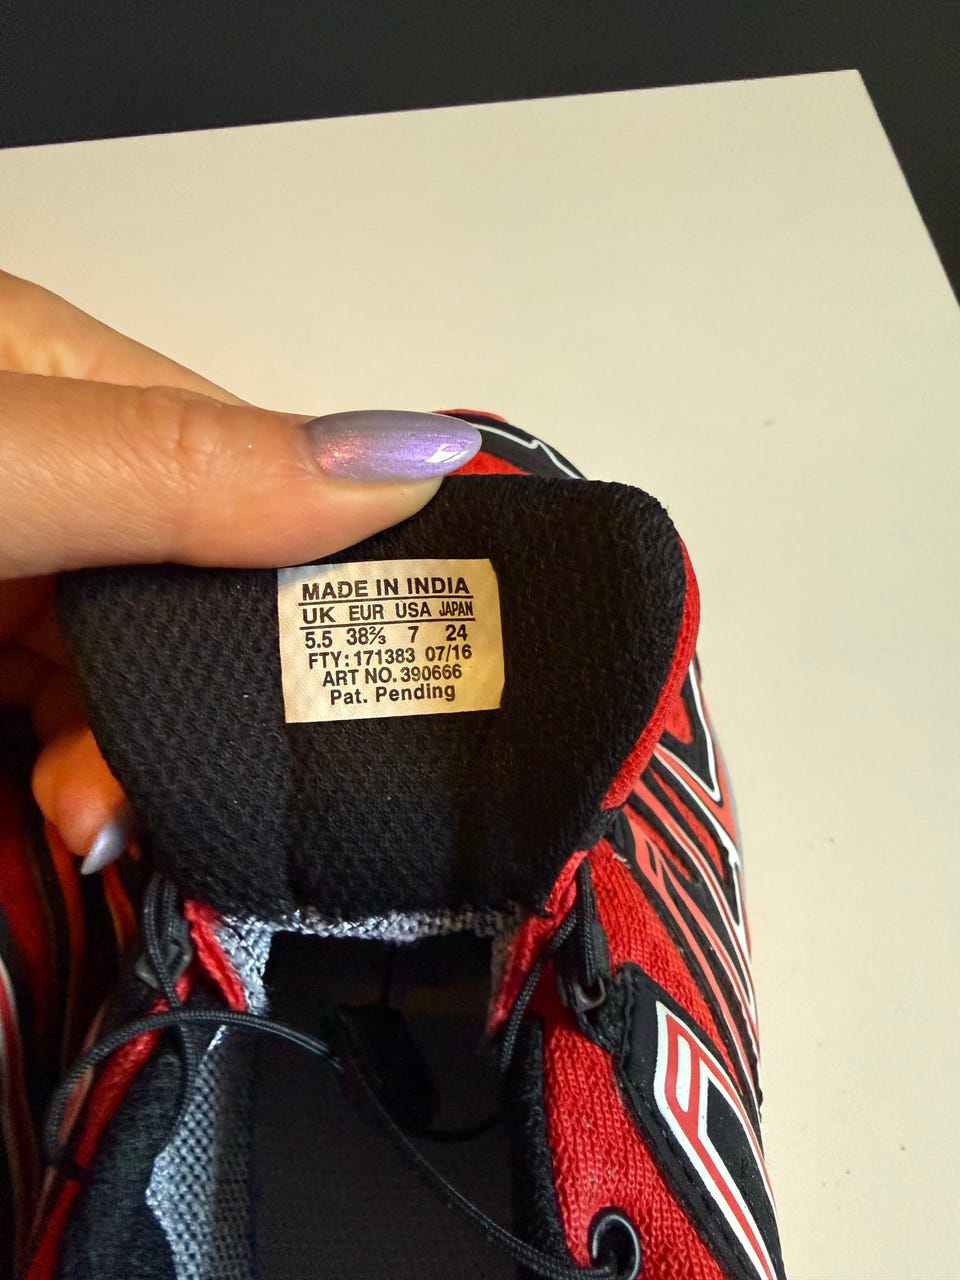 MADE IN INDIA
UK EUR USA JAPAN
5.5 38⅔ 7 24
FTY: 171383 07/16
ART NO. 390666
Pat. Pending